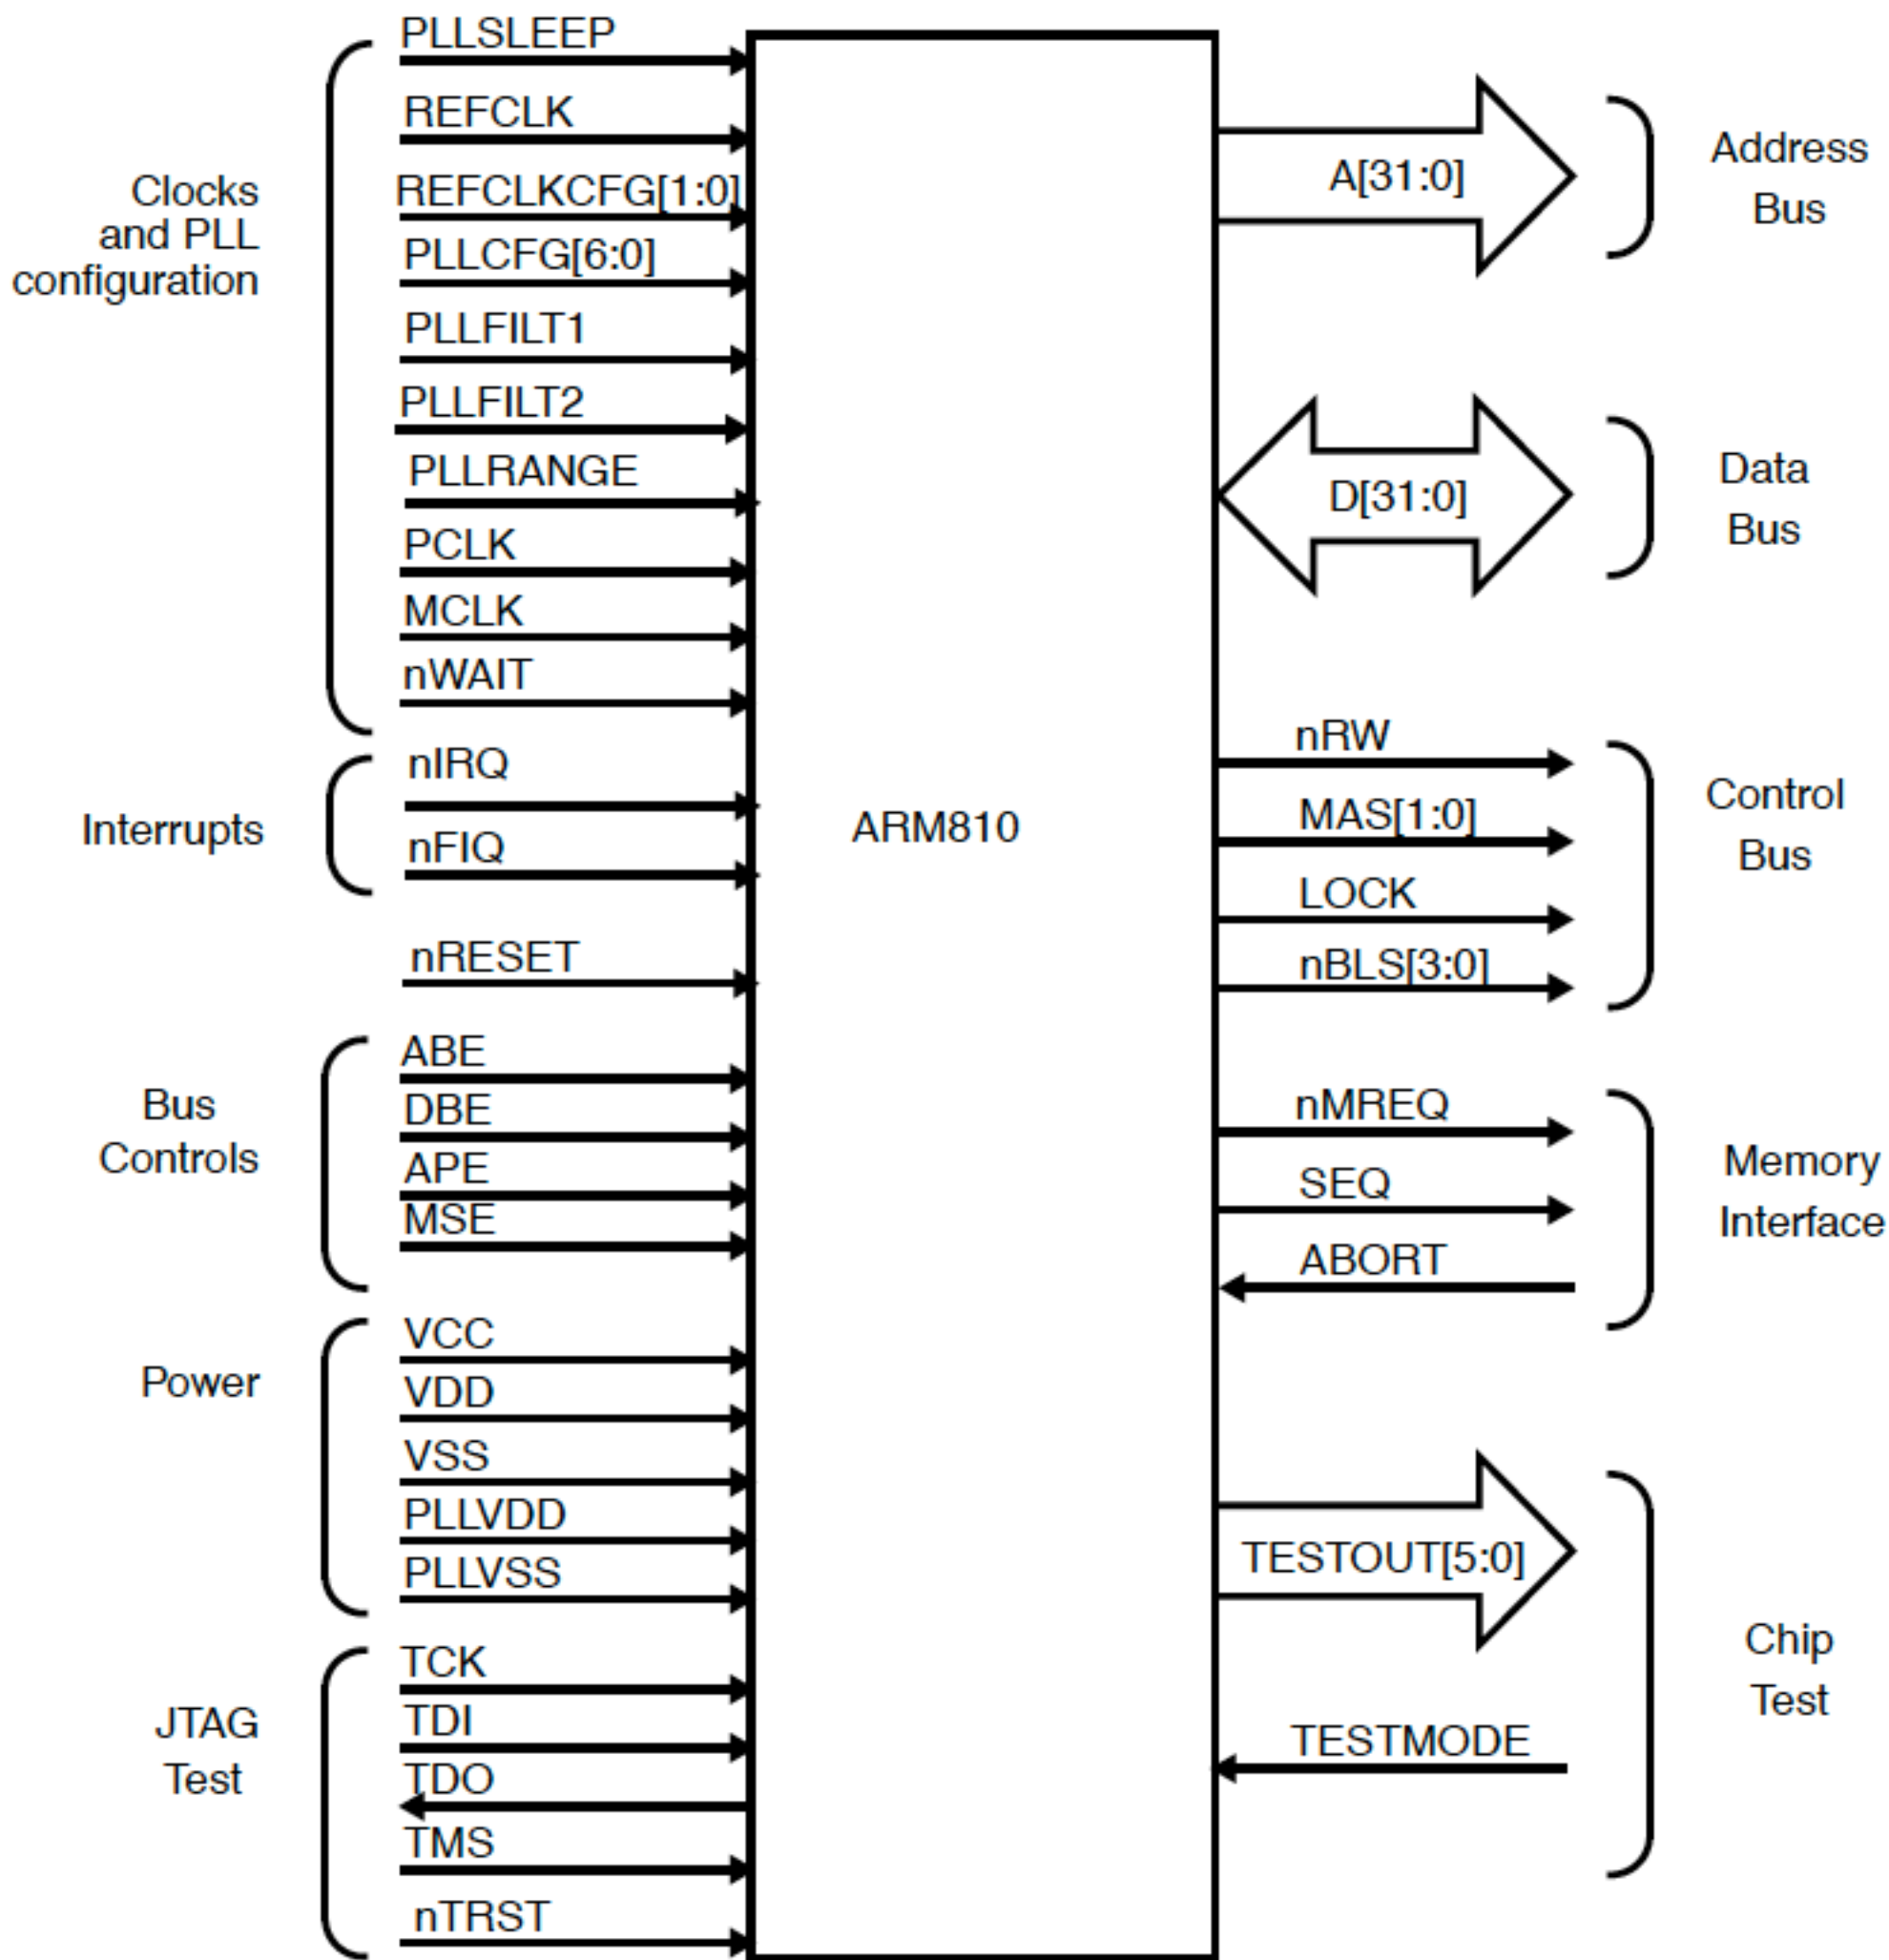 PLLSLEEP
REFCLK
REFCLKCFG[1:0]
PLLCFG[6:0]
PLLFILT1
PLLFILT2
PLLRANGE
PCLK
MCLK
nWAIT
Clocks
and PLL
configuration
nIRQ
nFIQ
Interrupts
nRESET
ABE
DBE
APE
MSE
Bus
Controls
VCC
VDD
VSS
PLLVDD
PLLVSS
Power
TCK
TDI
TDO
TMS
nTRST
JTAG
Test
ARM810
A[31:0]
Address
Bus
D[31:0]
Data
Bus
nRW
MAS[1:0]
LOCK
nBLS[3:0]
Control
Bus
nMREQ
SEQ
ABORT
Memory
Interface
TESTOUT[5:0]
TESTMODE
Chip
Test